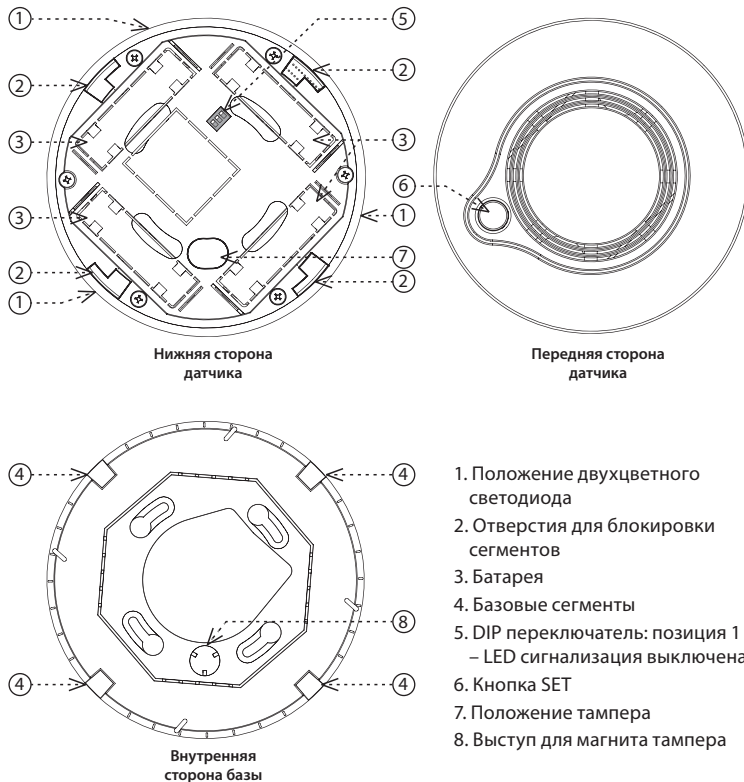 1
5
2
2
3
3
6
3
1
7
2
2
1
Нижняя сторона
датчика
Передняя сторона
датчика
4
4
8
4
4
Внутренняя
сторона базы
1. Положение двухцветного
светодиода
2. Отверстия для блокировки
сегментов
3. Батарея
4. Базовые сегменты
5. DIP переключатель: позиция 1
– LED сигнализация выключена
6. Кнопка SET
7. Положение тампера
8. Выступ для магнита тампера